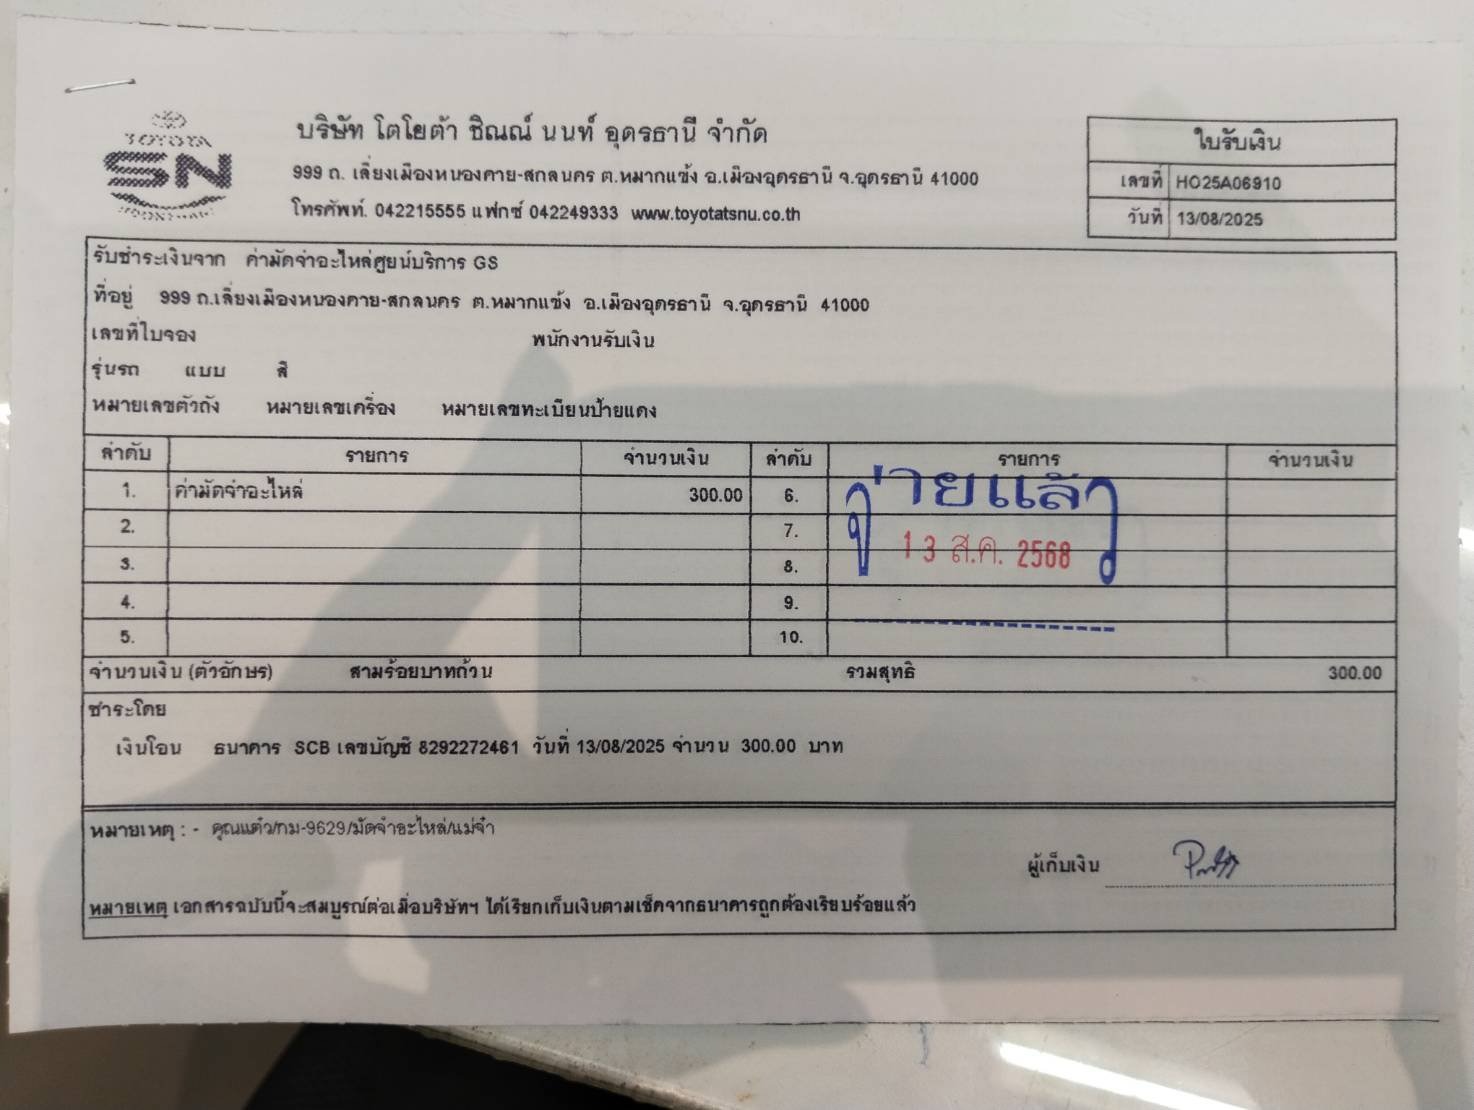 TOYOTA
SN
บริษัท โตโยต้า ชิณณ์ นนท์ อุดรธานี จำกัด
999 ถ. เลี่ยงเมืองหนองคาย-สกลนคร ต.หมากแข้ง อ.เมืองอุดรธานี จ.อุดรธานี 41000
โทรศัพท์. 042215555 แฟกซ์ 042249333 www.toyotatsnu.co.th
ใบรับเงิน
เลขที่ HO25A06910
วันที่ 13/08/2025
รับชำระเงินจาก ค่ามัดจำอะไหล่ศูยน์บริการ GS
ที่อยู่ 999 ถ.เลี่ยงเมืองหนองคาย-สกลนคร ต.หมากแข้ง อ.เมืองอุดรธานี จ.อุดรธานี 41000
เลขที่ใบจอง พนักงานรับเงิน
รุ่นรถ แบบ สี
หมายเลขตัวถัง หมายเลขเครื่อง หมายเลขทะเบียนป้ายแดง
ลำดับ รายการ จำนวนเงิน ลำดับ รายการ จำนวนเงิน
1. ค่ามัดจำอะไหล่ 300.00 6.
2. 7.
3. 8.
4. 9.
5. 10.
จ่ายแล้ว
13 ส.ค. 2568
จำนวนเงิน (ตัวอักษร) สามร้อยบาทถ้วน รวมสุทธิ 300.00
ชำระโดย
เงินโอน ธนาคาร SCB เลขบัญชี 8292272461 วันที่ 13/08/2025 จำนวน 300.00 บาท
หมายเหตุ : - คุณแต๋ว/กม-9629/มัดจำอะไหล่/แม่จ๋า
ผู้เก็บเงิน
หมายเหตุ เอกสารฉบับนี้จะสมบูรณ์ต่อเมื่อบริษัทฯ ได้เรียกเก็บเงินตามเช็คจากธนาคารถูกต้องเรียบร้อยแล้ว